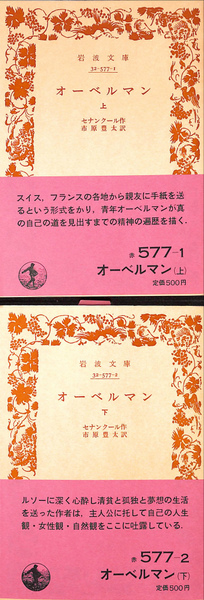 岩波文庫
32-577-1
オーベルマン
上
セナンクール作
市原豊太訳
スイス，フランスの各地から親友に手紙を送
るという形式をかり，青年オーベルマンが真
の自己の道を見出すまでの精神の遍歴を描く．
赤 577-1
オーベルマン(上)
定価500円
岩波文庫
32-577-2
オーベルマン
下
セナンクール作
市原豊太訳
ルソーに深く心酔し清貧と孤独と夢想の生活
を送った作者は，主人公に托して自己の人生
観・女性観・自然観をここに吐露している．
赤 577-2
オーベルマン(下)
定価500円